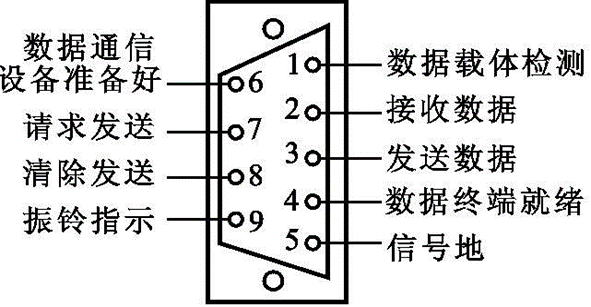 数据通信
设备准备好
6
请求发送
7
清除发送
8
振铃指示
9
1
数据载体检测
2
接收数据
3
发送数据
4
数据终端就绪
5
信号地